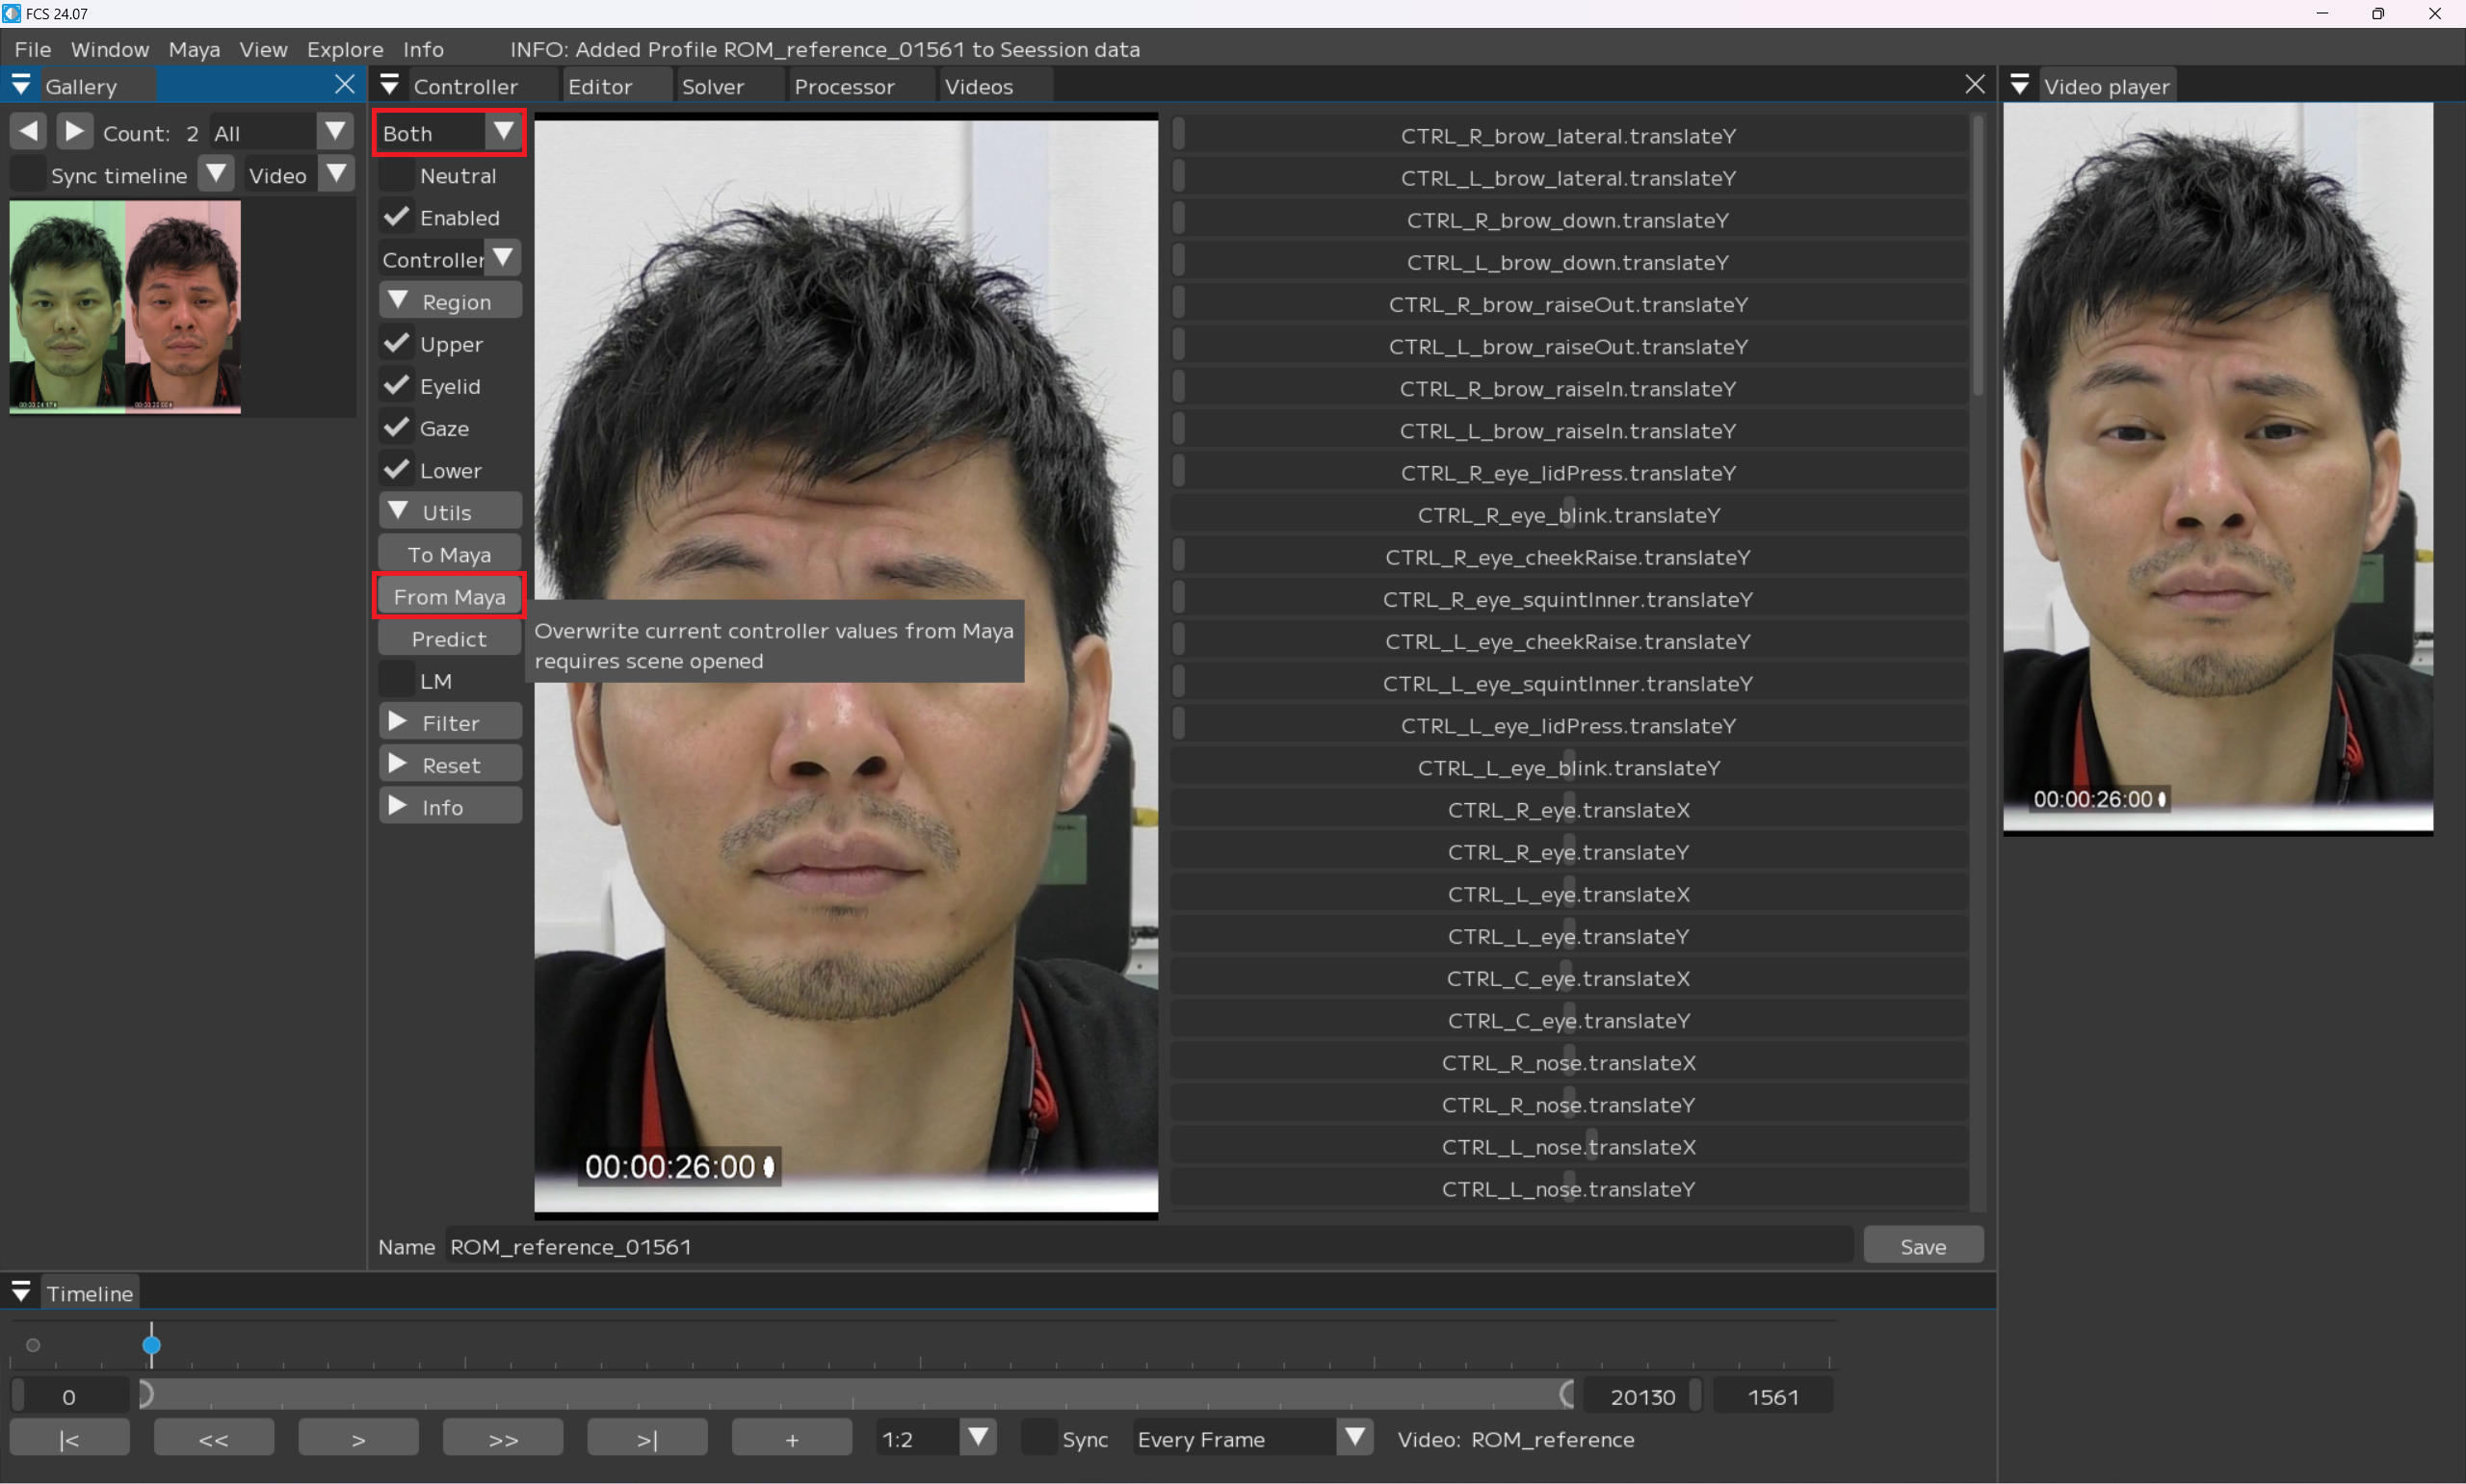 FCS 24.07
File Window Maya View Explore Info INFO: Added Profile ROM_reference_01561 to Seession data
Gallery
Controller Editor Solver Processor Videos
Video player
Count: 2 All
Sync timeline Video
Both
Neutral
Enabled
Controller
Region
Upper
Eyelid
Gaze
Lower
Utils
To Maya
From Maya
Predict
LM
Filter
Reset
Info
Overwrite current controller values from Maya
requires scene opened
00:00:26:00
CTRL_R_brow_lateral.translateY
CTRL_L_brow_lateral.translateY
CTRL_R_brow_down.translateY
CTRL_L_brow_down.translateY
CTRL_R_brow_raiseOut.translateY
CTRL_L_brow_raiseOut.translateY
CTRL_R_brow_raiseIn.translateY
CTRL_L_brow_raiseIn.translateY
CTRL_R_eye_lidPress.translateY
CTRL_R_eye_blink.translateY
CTRL_R_eye_cheekRaise.translateY
CTRL_R_eye_squintInner.translateY
CTRL_L_eye_cheekRaise.translateY
CTRL_L_eye_squintInner.translateY
CTRL_L_eye_lidPress.translateY
CTRL_L_eye_blink.translateY
CTRL_R_eye.translateX
CTRL_R_eye.translateY
CTRL_L_eye.translateX
CTRL_L_eye.translateY
CTRL_C_eye.translateX
CTRL_C_eye.translateY
CTRL_R_nose.translateX
CTRL_R_nose.translateY
CTRL_L_nose.translateX
CTRL_L_nose.translateY
00:00:26:00
Name ROM_reference_01561 Save
Timeline
0 20130 1561
|< << > >> >| + 1:2 Sync Every Frame Video: ROM_reference